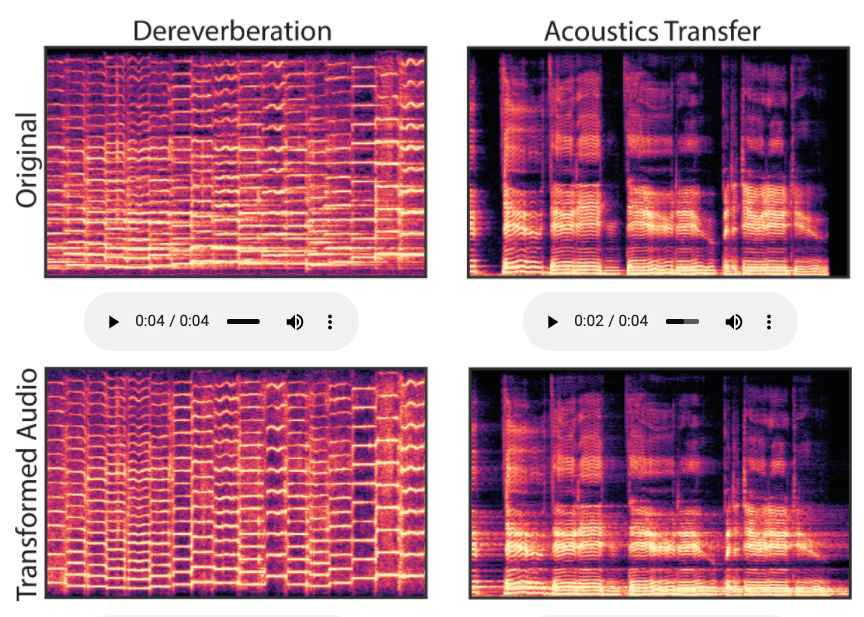 Dereverberation
Acoustics Transfer
Original
0:04 / 0:04
0:02 / 0:04
Transformed Audio